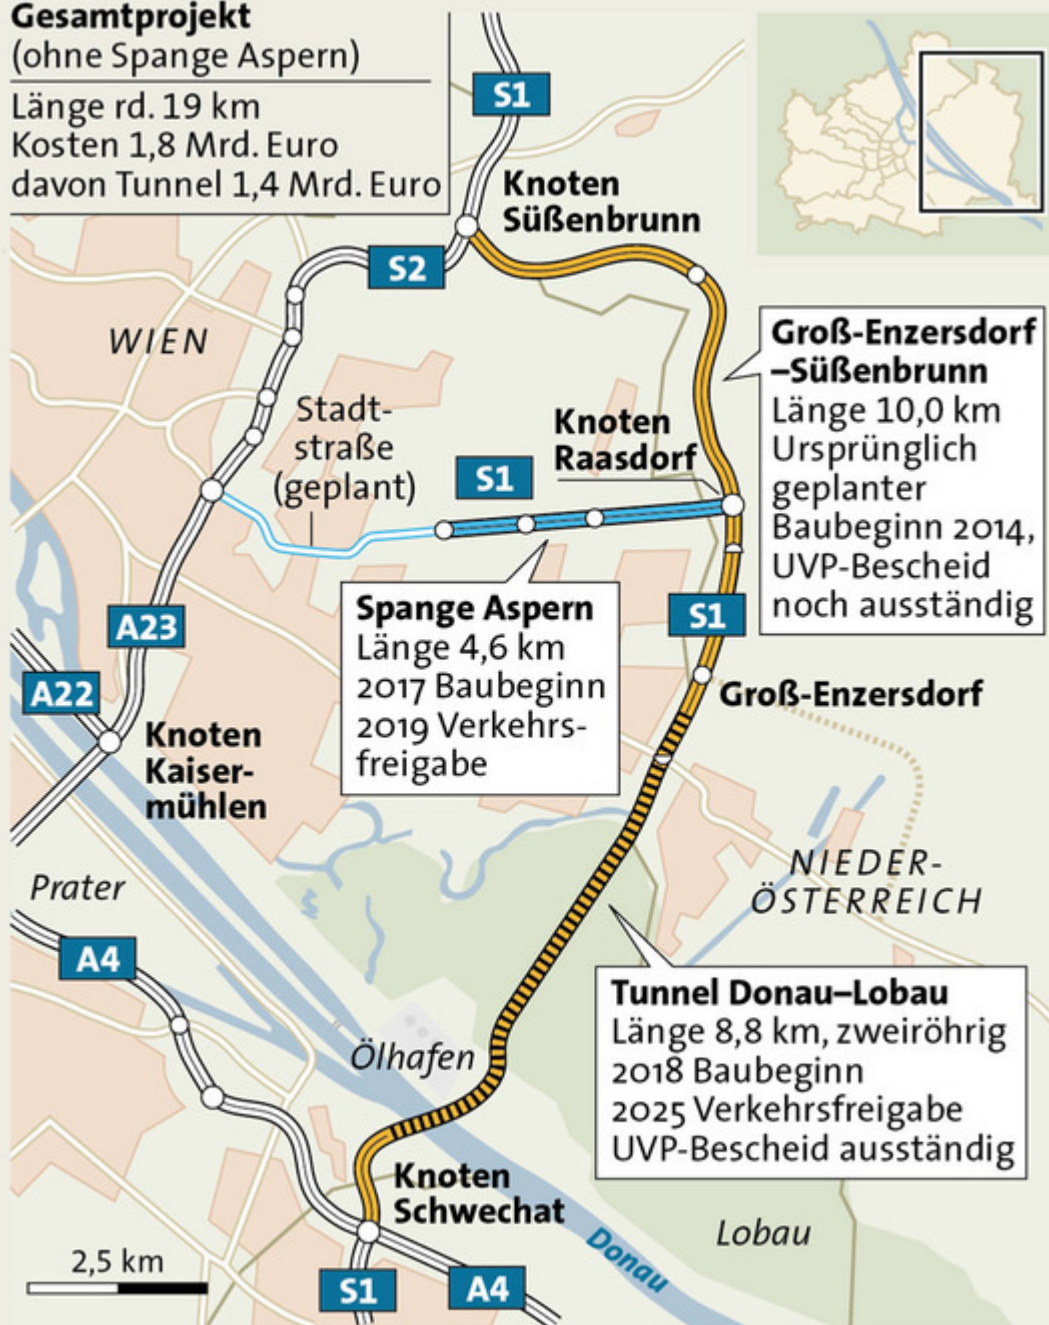 Gesamtprojekt
(ohne Spange Aspern)
Länge rd. 19 km
Kosten 1,8 Mrd. Euro
davon Tunnel 1,4 Mrd. Euro
S1
Knoten
Süßenbrunn
S2
WIEN
Groß-Enzersdorf
–Süßenbrunn
Länge 10,0 km
Ursprünglich
geplanter
Baubeginn 2014,
UVP-Bescheid
noch ausständig
Stadt-
straße
(geplant)
Knoten
Raasdorf
S1
Spange Aspern
Länge 4,6 km
2017 Baubeginn
2019 Verkehrs-
freigabe
S1
A23
A22
Groß-Enzersdorf
Knoten
Kaiser-
mühlen
Prater
NIEDER-
ÖSTERREICH
A4
Tunnel Donau–Lobau
Länge 8,8 km, zweiröhrig
2018 Baubeginn
2025 Verkehrsfreigabe
UVP-Bescheid ausständig
Ölhafen
Knoten
Schwechat
Lobau
Donau
2,5 km
S1
A4